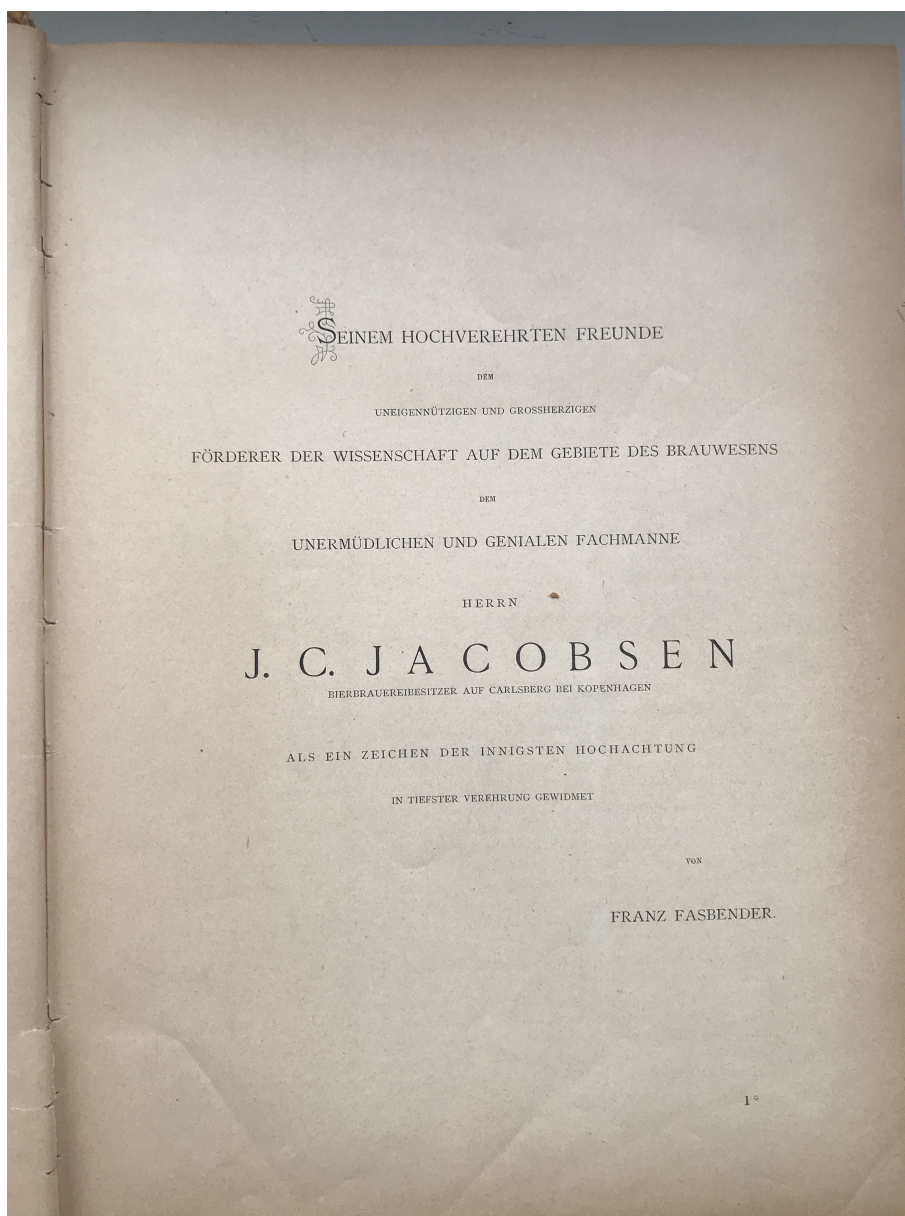 SEINEM HOCHVEREHRTEN FREUNDE
DEM
UNEIGENNÜTZIGEN UND GROSSHERZIGEN
FÖRDERER DER WISSENSCHAFT AUF DEM GEBIETE DES BRAUWESENS
DEM
UNERMÜDLICHEN UND GENIALEN FACHMANNE
HERRN
J. C. JACOBSEN
BIERBRAUEREIBESITZER AUF CARLSBERG BEI KOPENHAGEN
ALS EIN ZEICHEN DER INNIGSTEN HOCHACHTUNG
IN TIEFSTER VEREHRUNG GEWIDMET
VON
FRANZ FASBENDER.
1*